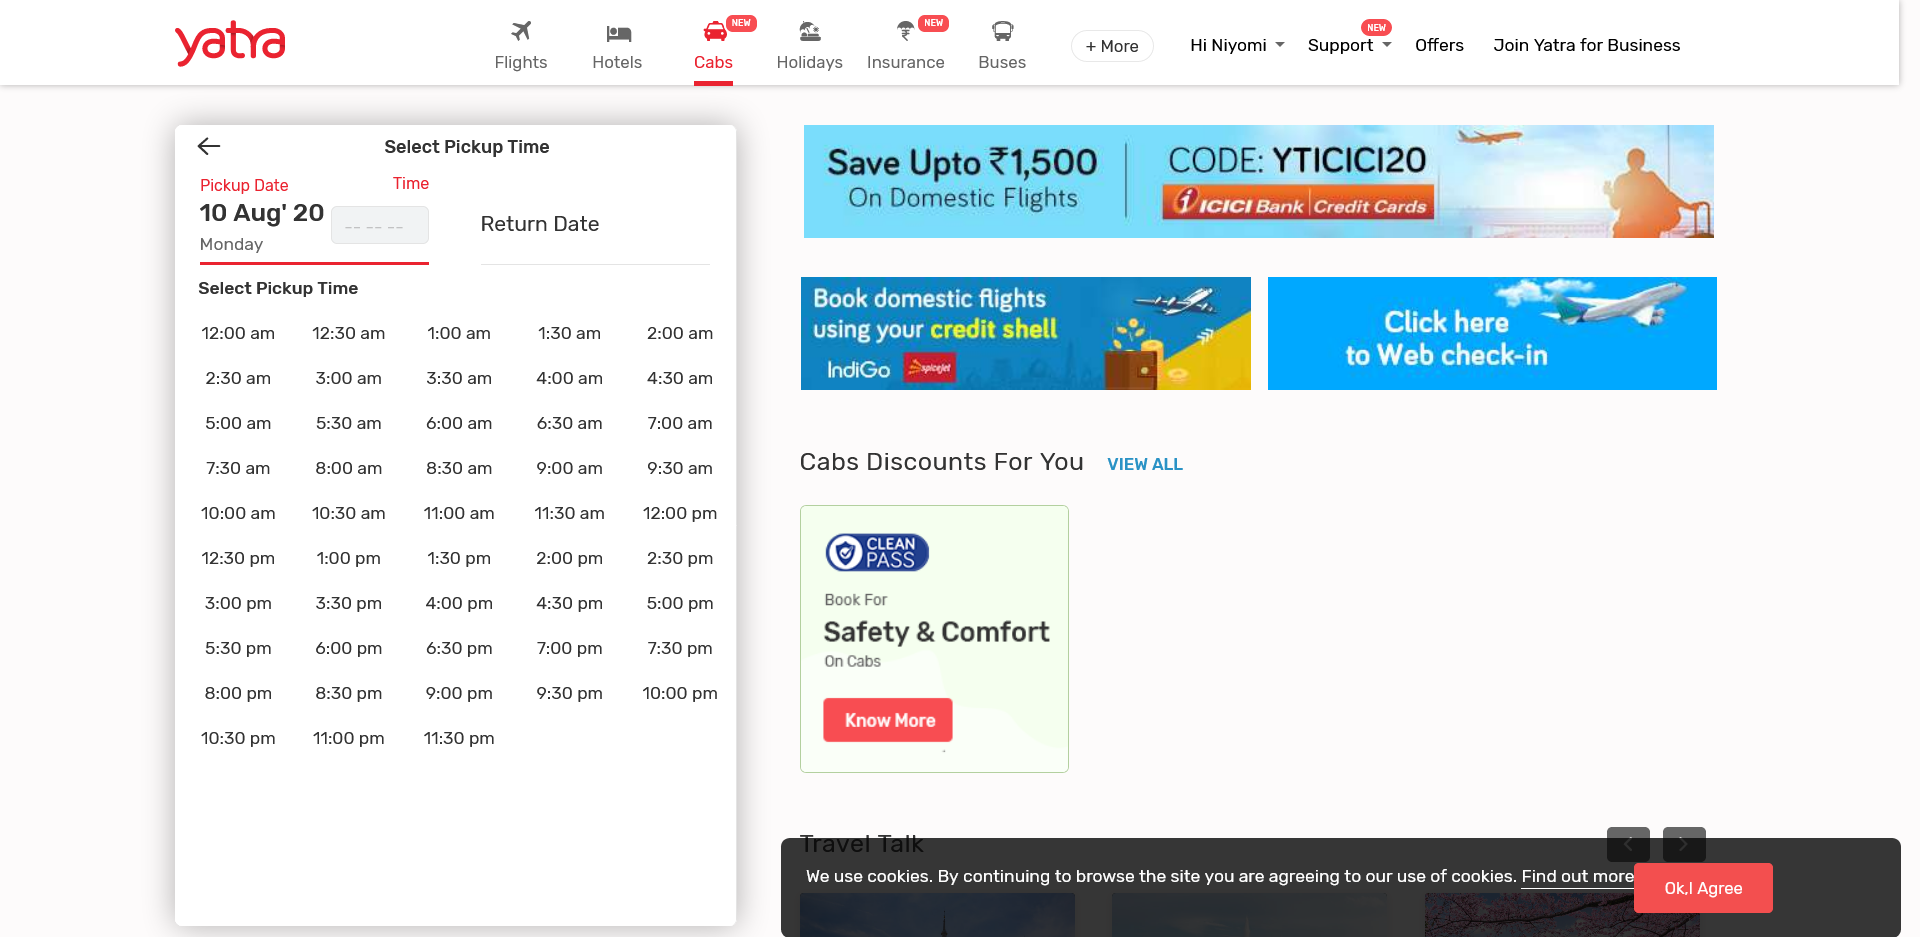 yatra
Flights
Hotels
NEW
Cabs
Holidays
NEW
Insurance
Buses
+ More
Hi Niyomi
NEW
Support
Offers
Join Yatra for Business
Select Pickup Time
Pickup Date
Time
10 Aug' 20
-- -- --
Monday
Return Date
Select Pickup Time
12:00 am 12:30 am 1:00 am 1:30 am 2:00 am
2:30 am 3:00 am 3:30 am 4:00 am 4:30 am
5:00 am 5:30 am 6:00 am 6:30 am 7:00 am
7:30 am 8:00 am 8:30 am 9:00 am 9:30 am
10:00 am 10:30 am 11:00 am 11:30 am 12:00 pm
12:30 pm 1:00 pm 1:30 pm 2:00 pm 2:30 pm
3:00 pm 3:30 pm 4:00 pm 4:30 pm 5:00 pm
5:30 pm 6:00 pm 6:30 pm 7:00 pm 7:30 pm
8:00 pm 8:30 pm 9:00 pm 9:30 pm 10:00 pm
10:30 pm 11:00 pm 11:30 pm
Save Upto ₹1,500
On Domestic Flights
CODE: YTICICI20
ICICI Bank Credit Cards
Book domestic flights
using your credit shell
IndiGo spicejet
Click here
to Web check-in
Cabs Discounts For You VIEW ALL
CLEAN
PASS
Book For
Safety & Comfort
On Cabs
Know More
Travel Talk
We use cookies. By continuing to browse the site you are agreeing to our use of cookies. Find out more
Ok,I Agree